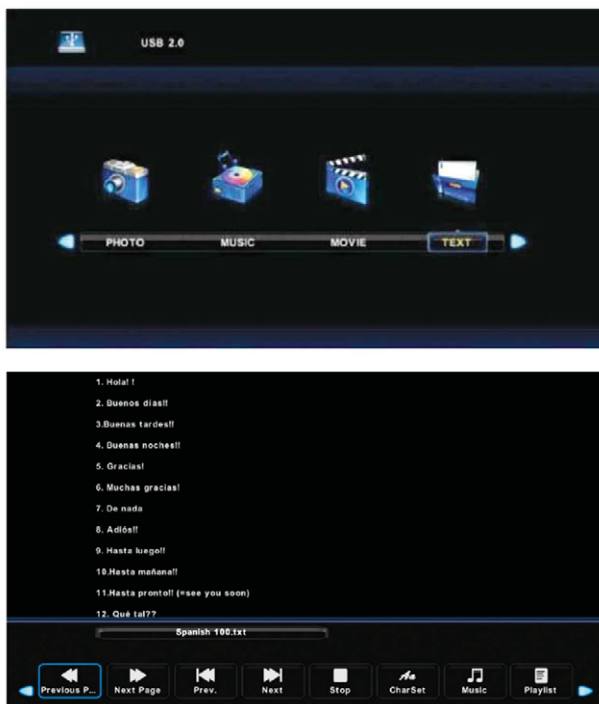 USB 2.0
PHOTO MUSIC MOVIE TEXT
1. Hola! !
2. Buenos días!!
3.Buenas tardes!!
4. Buenas noches!!
5. Gracias!
6. Muchas gracias!
7. De nada
8. Adiós!!
9. Hasta luego!!
10.Hasta mañana!!
11.Hasta pronto!! (=see you soon)
12. Qué tal??
Spanish 100.txt
Previous P... Next Page Prev. Next Stop CharSet Music Playlist